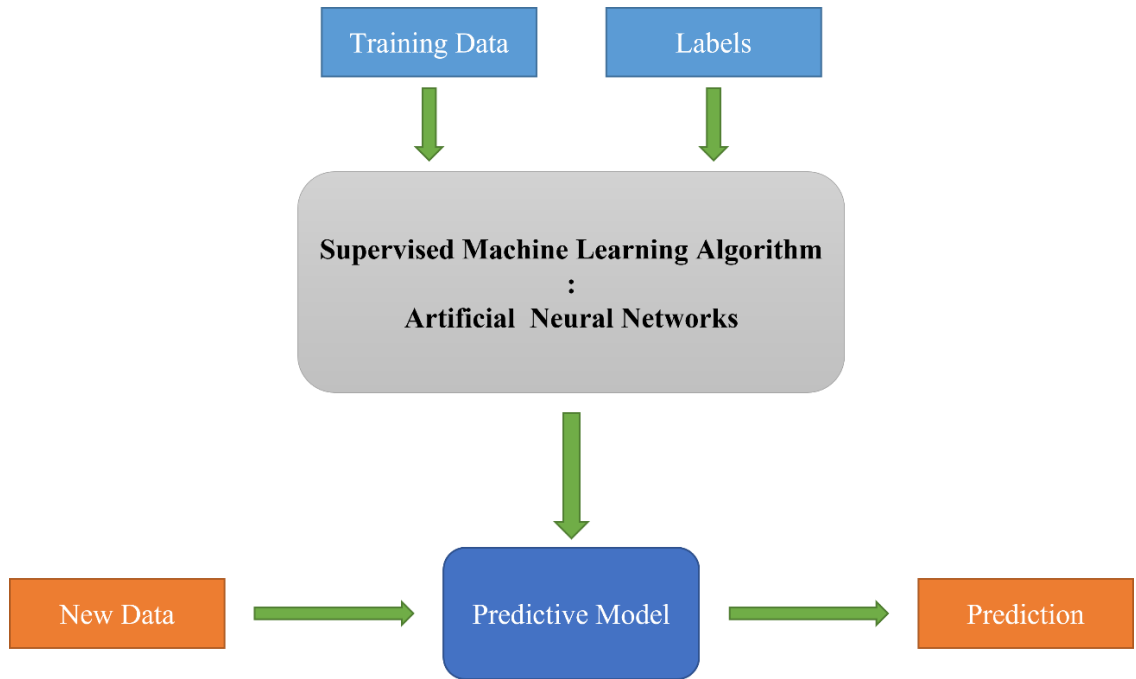 Training Data
Labels
Supervised Machine Learning Algorithm
:
Artificial Neural Networks
New Data
Predictive Model
Prediction